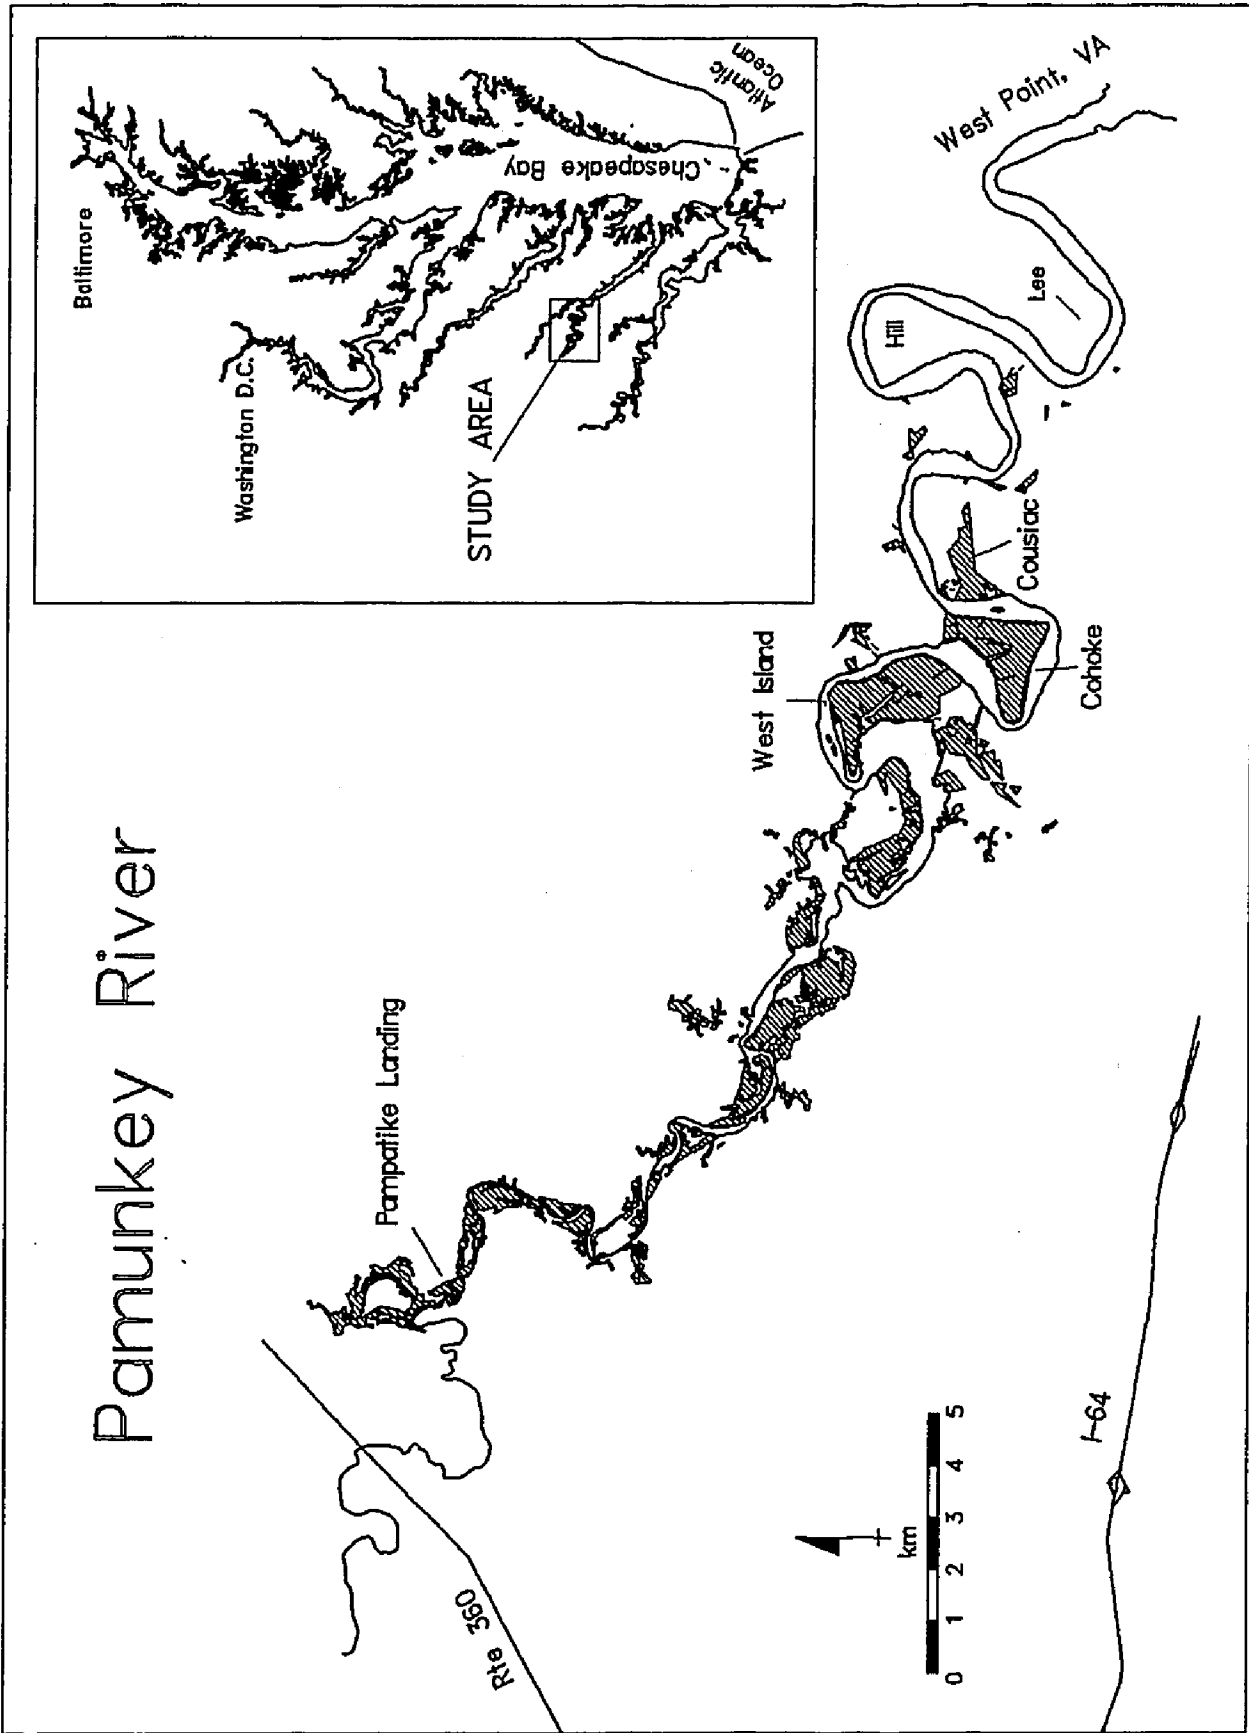 Pamunkey River
Baltimore
Washington D.C.
Chesapeake Bay
Atlantic
Ocean
STUDY AREA
Pampatike Landing
West Island
Hill
West Point, VA
Lee
Cousiac
Cohoke
Rte 360
km
0 1 2 3 4 5
I-64